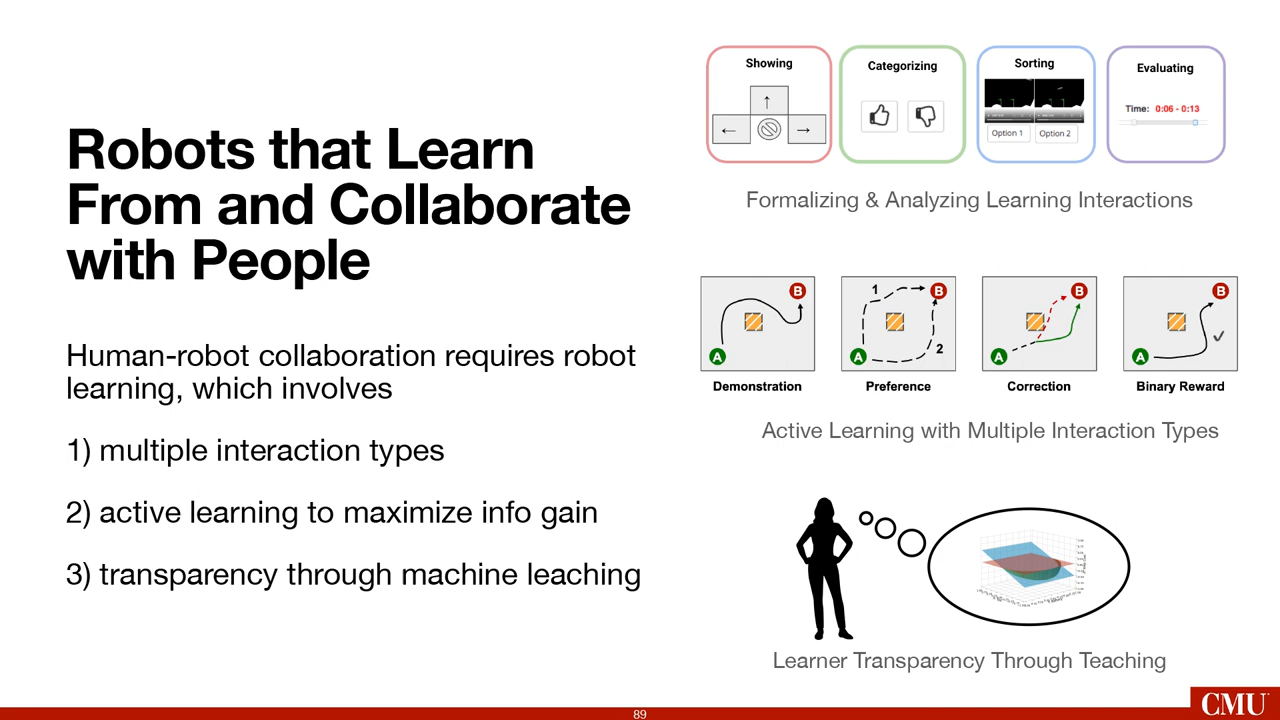 Robots that Learn
From and Collaborate
with People
Human-robot collaboration requires robot
learning, which involves
1) multiple interaction types
2) active learning to maximize info gain
3) transparency through machine leaching
Showing
Categorizing
Sorting
Option 1
Option 2
Evaluating
Time: 0:06 - 0:13
Formalizing & Analyzing Learning Interactions
A
B
Demonstration
1
2
A
B
Preference
A
B
Correction
A
B
Binary Reward
Active Learning with Multiple Interaction Types
Learner Transparency Through Teaching
89
CMU